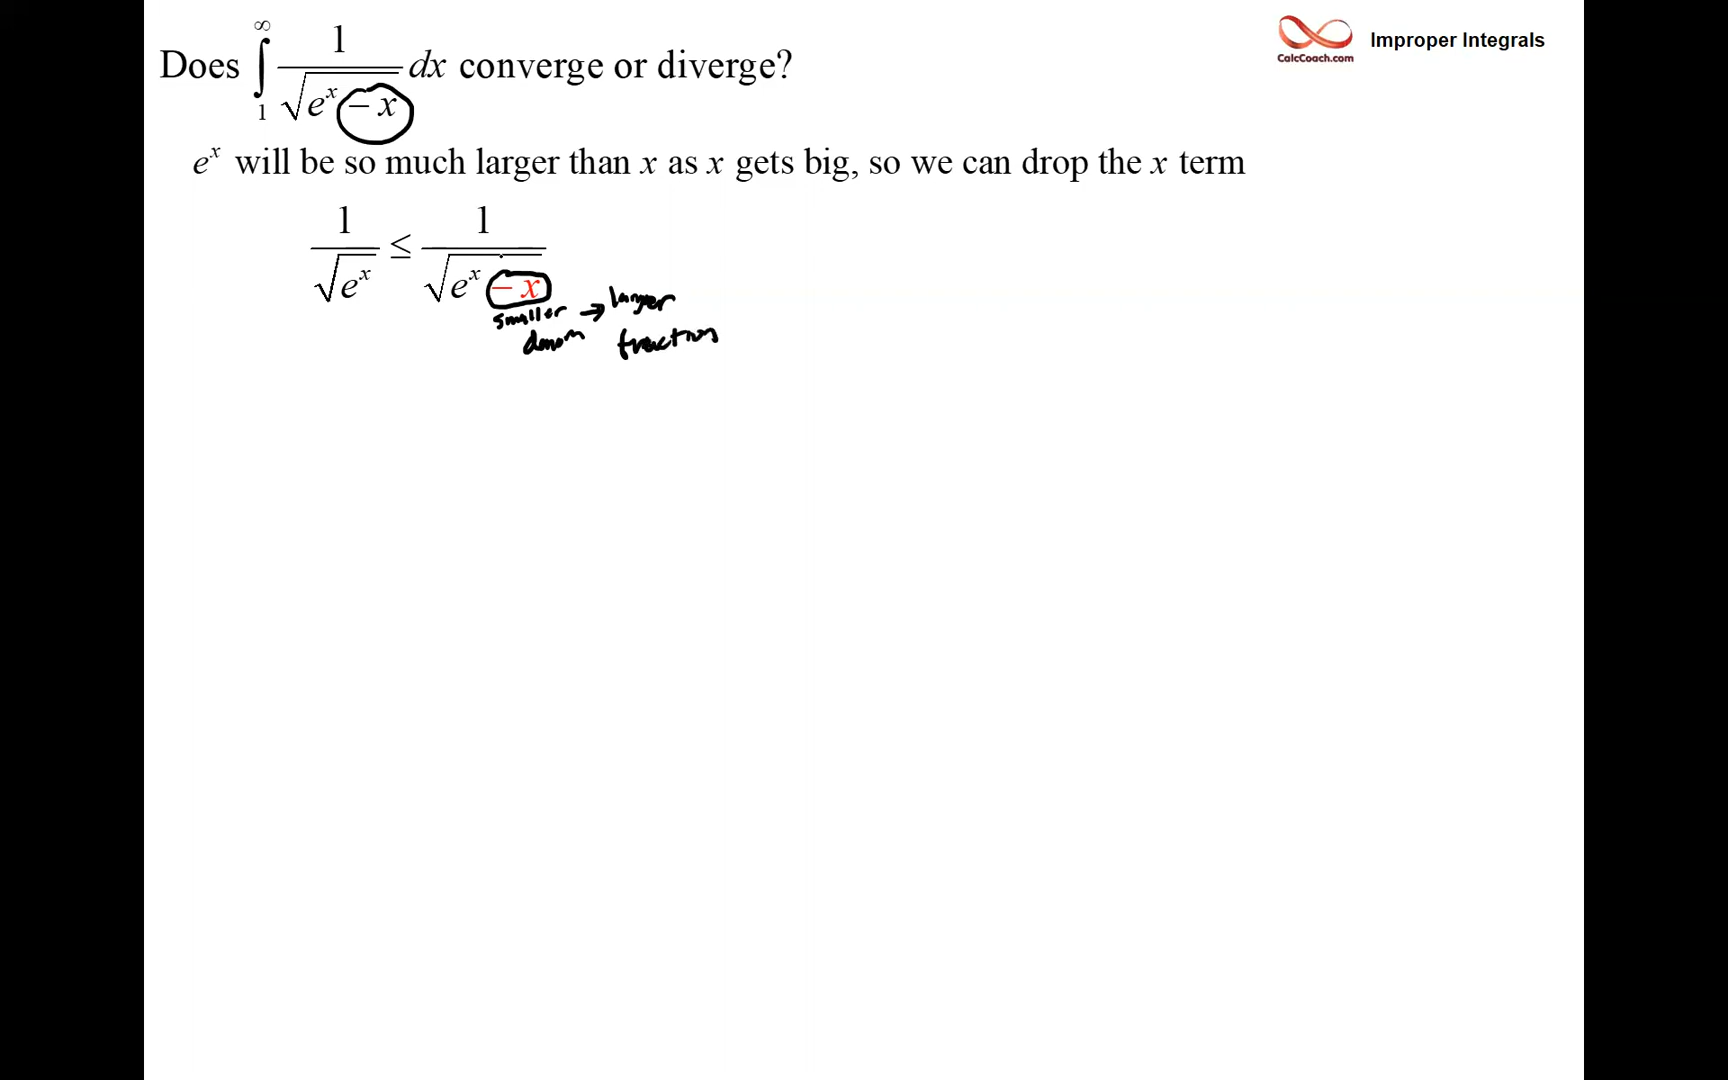 Does ∫₁^∞ 1/√(eˣ − x) dx converge or diverge?
CalcCoach.com
Improper Integrals
eˣ will be so much larger than x as x gets big, so we can drop the x term
1/√(eˣ) ≤ 1/√(eˣ − x)
smaller → larger
denom fraction